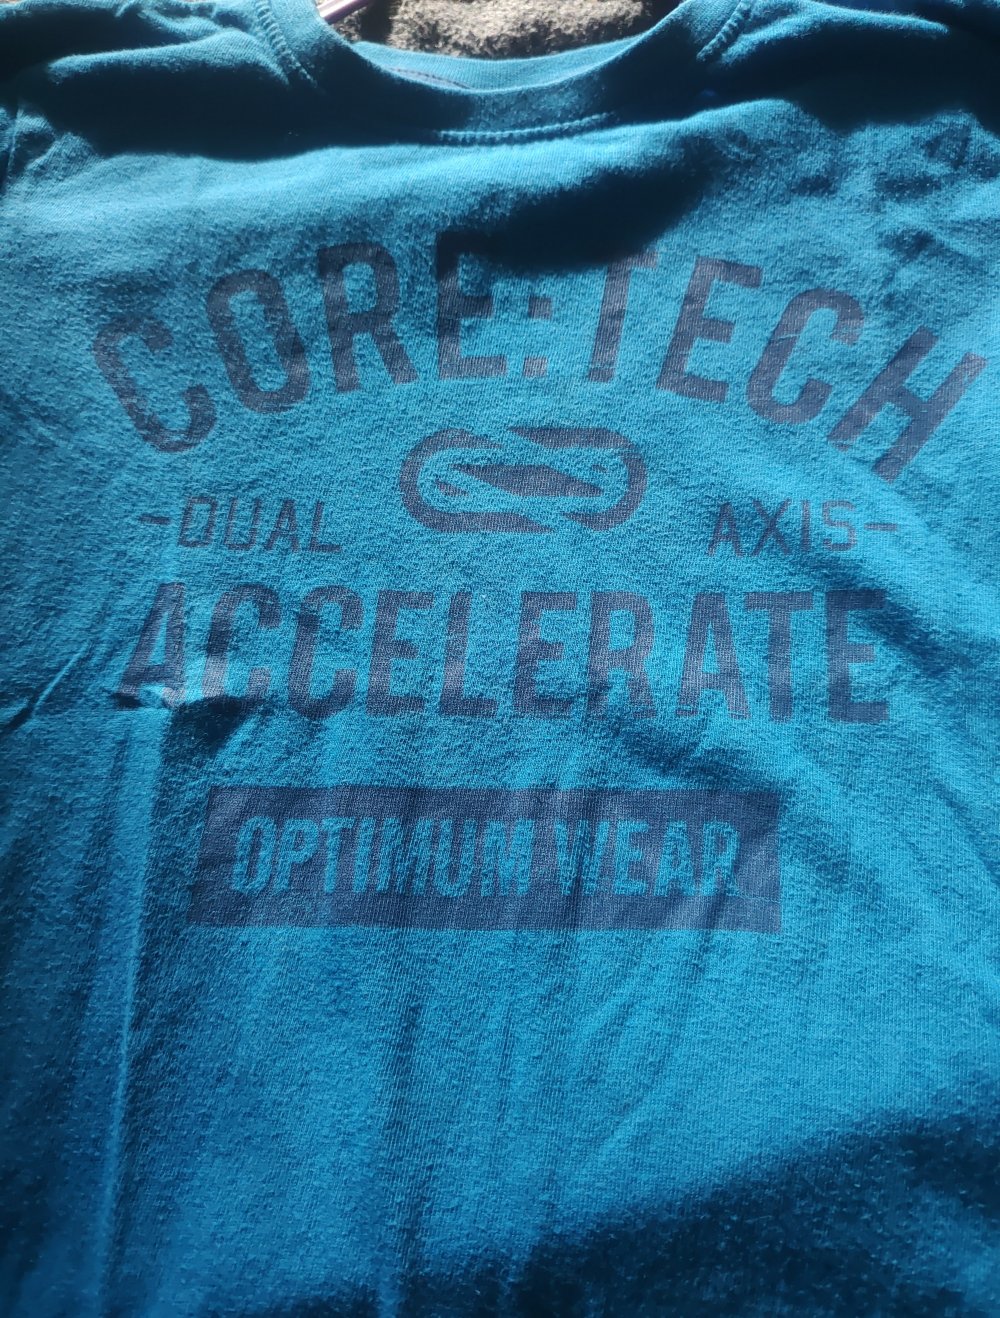 CORE:TECH
-DUAL AXIS-
ACCELERATE
OPTIMUM WEAR